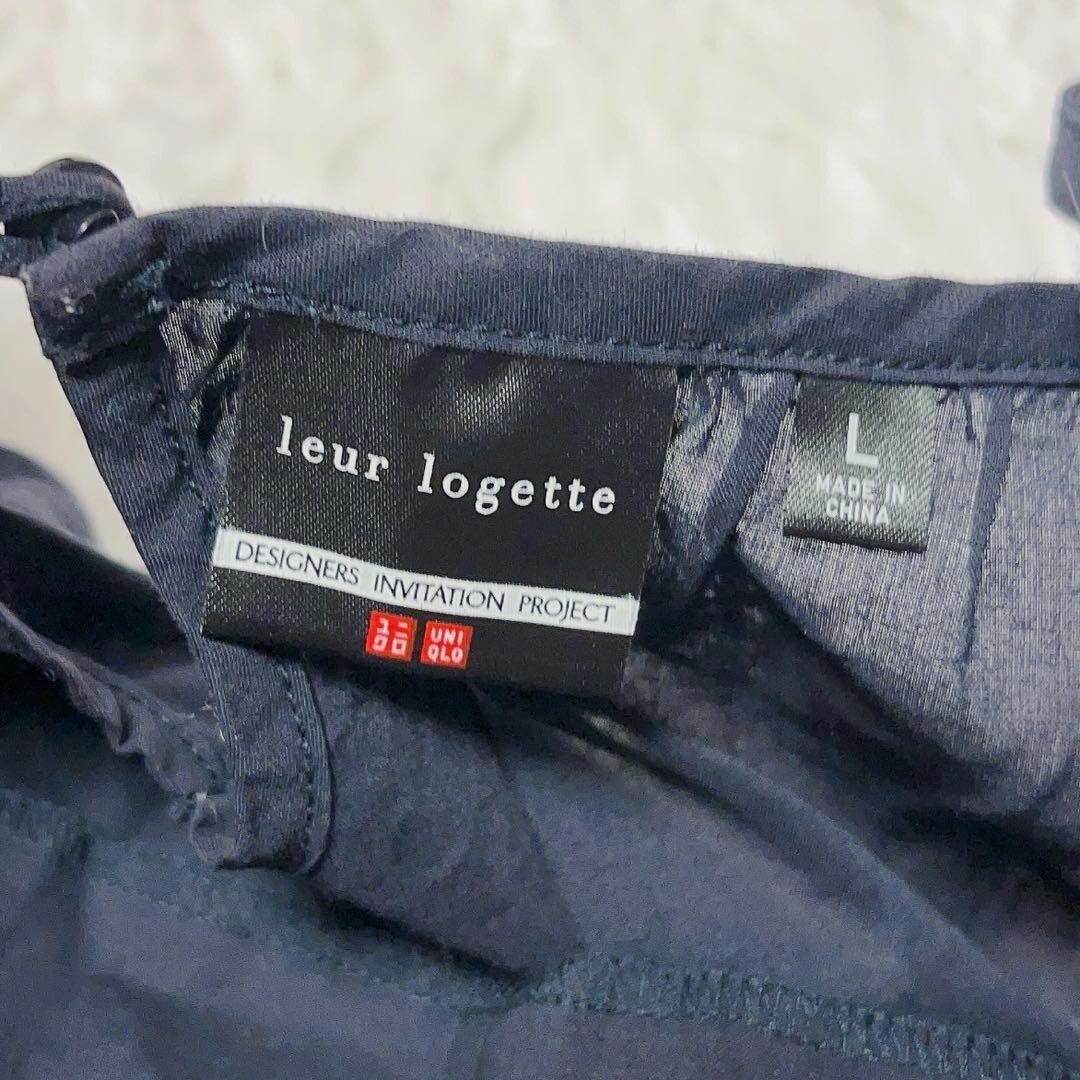 leur logette
DESIGNERS INVITATION PROJECT
ユニ
クロ
UNI
QLO
L
MADE IN
CHINA